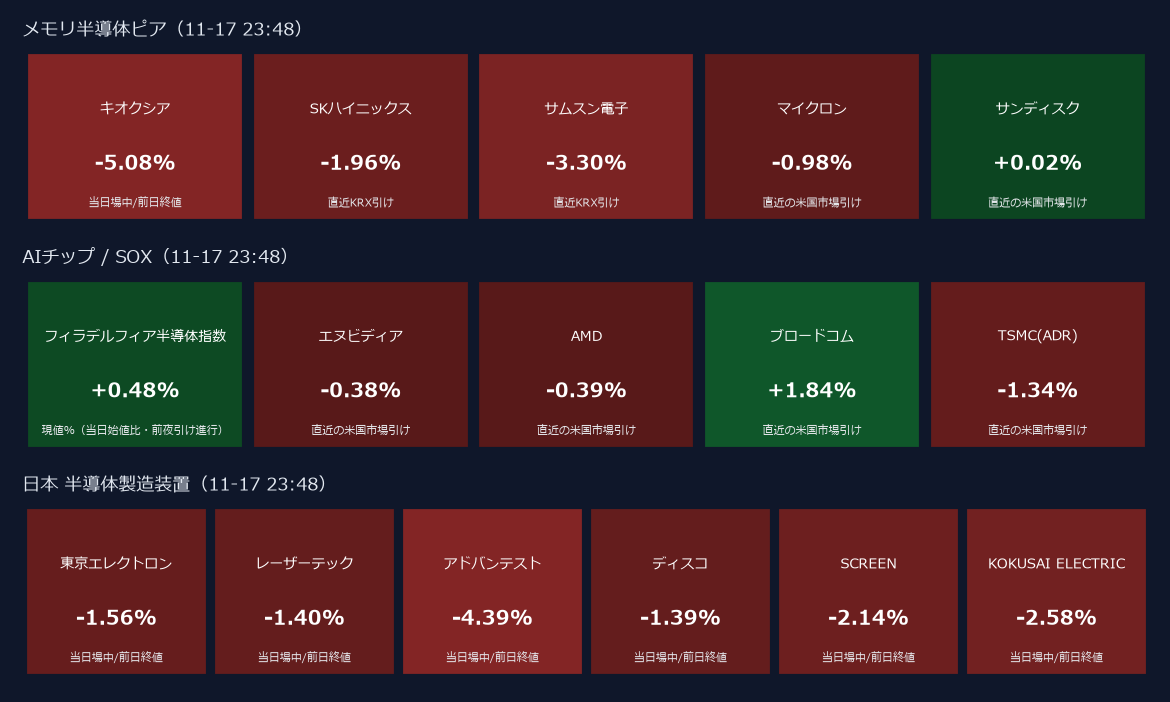 メモリ半導体ピア（11-17 23:48）
キオクシア
-5.08%
当日場中/前日終値
SKハイニックス
-1.96%
直近KRX引け
サムスン電子
-3.30%
直近KRX引け
マイクロン
-0.98%
直近の米国市場引け
サンディスク
+0.02%
直近の米国市場引け
AIチップ / SOX（11-17 23:48）
フィラデルフィア半導体指数
+0.48%
現値%（当日始値比・前夜引け進行）
エヌビディア
-0.38%
直近の米国市場引け
AMD
-0.39%
直近の米国市場引け
ブロードコム
+1.84%
直近の米国市場引け
TSMC(ADR)
-1.34%
直近の米国市場引け
日本 半導体製造装置（11-17 23:48）
東京エレクトロン
-1.56%
当日場中/前日終値
レーザーテック
-1.40%
当日場中/前日終値
アドバンテスト
-4.39%
当日場中/前日終値
ディスコ
-1.39%
当日場中/前日終値
SCREEN
-2.14%
当日場中/前日終値
KOKUSAI ELECTRIC
-2.58%
当日場中/前日終値